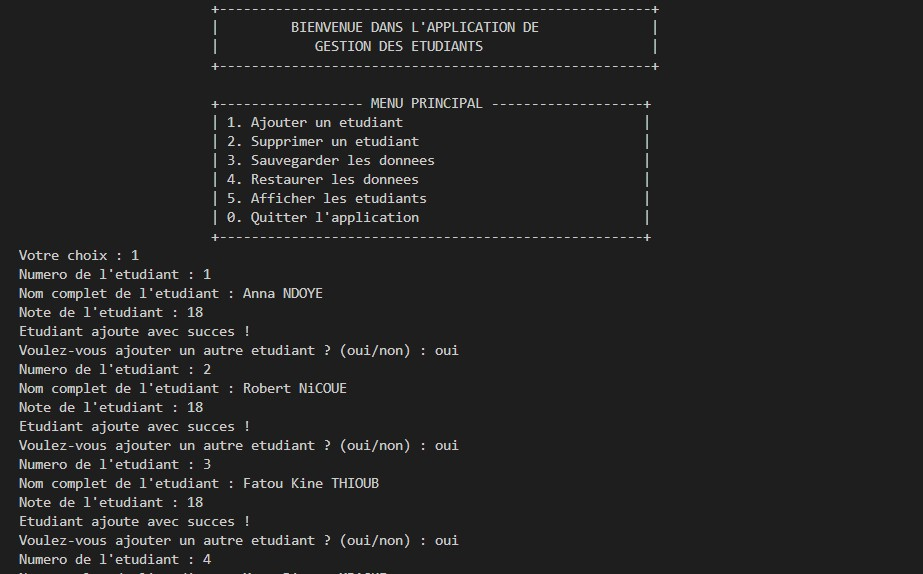 +------------------------------------------------------+
| BIENVENUE DANS L'APPLICATION DE |
| GESTION DES ETUDIANTS |
+------------------------------------------------------+
+------------------ MENU PRINCIPAL -------------------+
| 1. Ajouter un etudiant |
| 2. Supprimer un etudiant |
| 3. Sauvegarder les donnees |
| 4. Restaurer les donnees |
| 5. Afficher les etudiants |
| 0. Quitter l'application |
+-----------------------------------------------------+
Votre choix : 1
Numero de l'etudiant : 1
Nom complet de l'etudiant : Anna NDOYE
Note de l'etudiant : 18
Etudiant ajoute avec succes !
Voulez-vous ajouter un autre etudiant ? (oui/non) : oui
Numero de l'etudiant : 2
Nom complet de l'etudiant : Robert NiCOUE
Note de l'etudiant : 18
Etudiant ajoute avec succes !
Voulez-vous ajouter un autre etudiant ? (oui/non) : oui
Numero de l'etudiant : 3
Nom complet de l'etudiant : Fatou Kine THIOUB
Note de l'etudiant : 18
Etudiant ajoute avec succes !
Voulez-vous ajouter un autre etudiant ? (oui/non) : oui
Numero de l'etudiant : 4